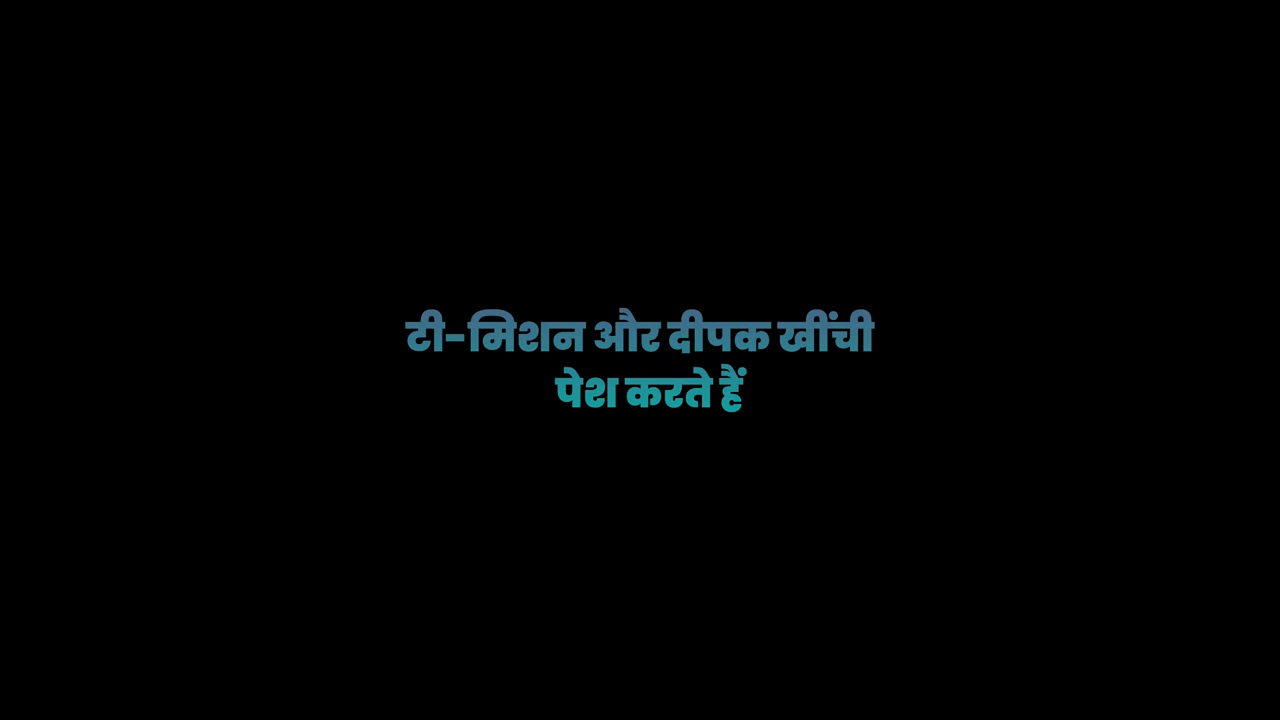 टी-मिशन और दीपक खींची
पेश करते हैं